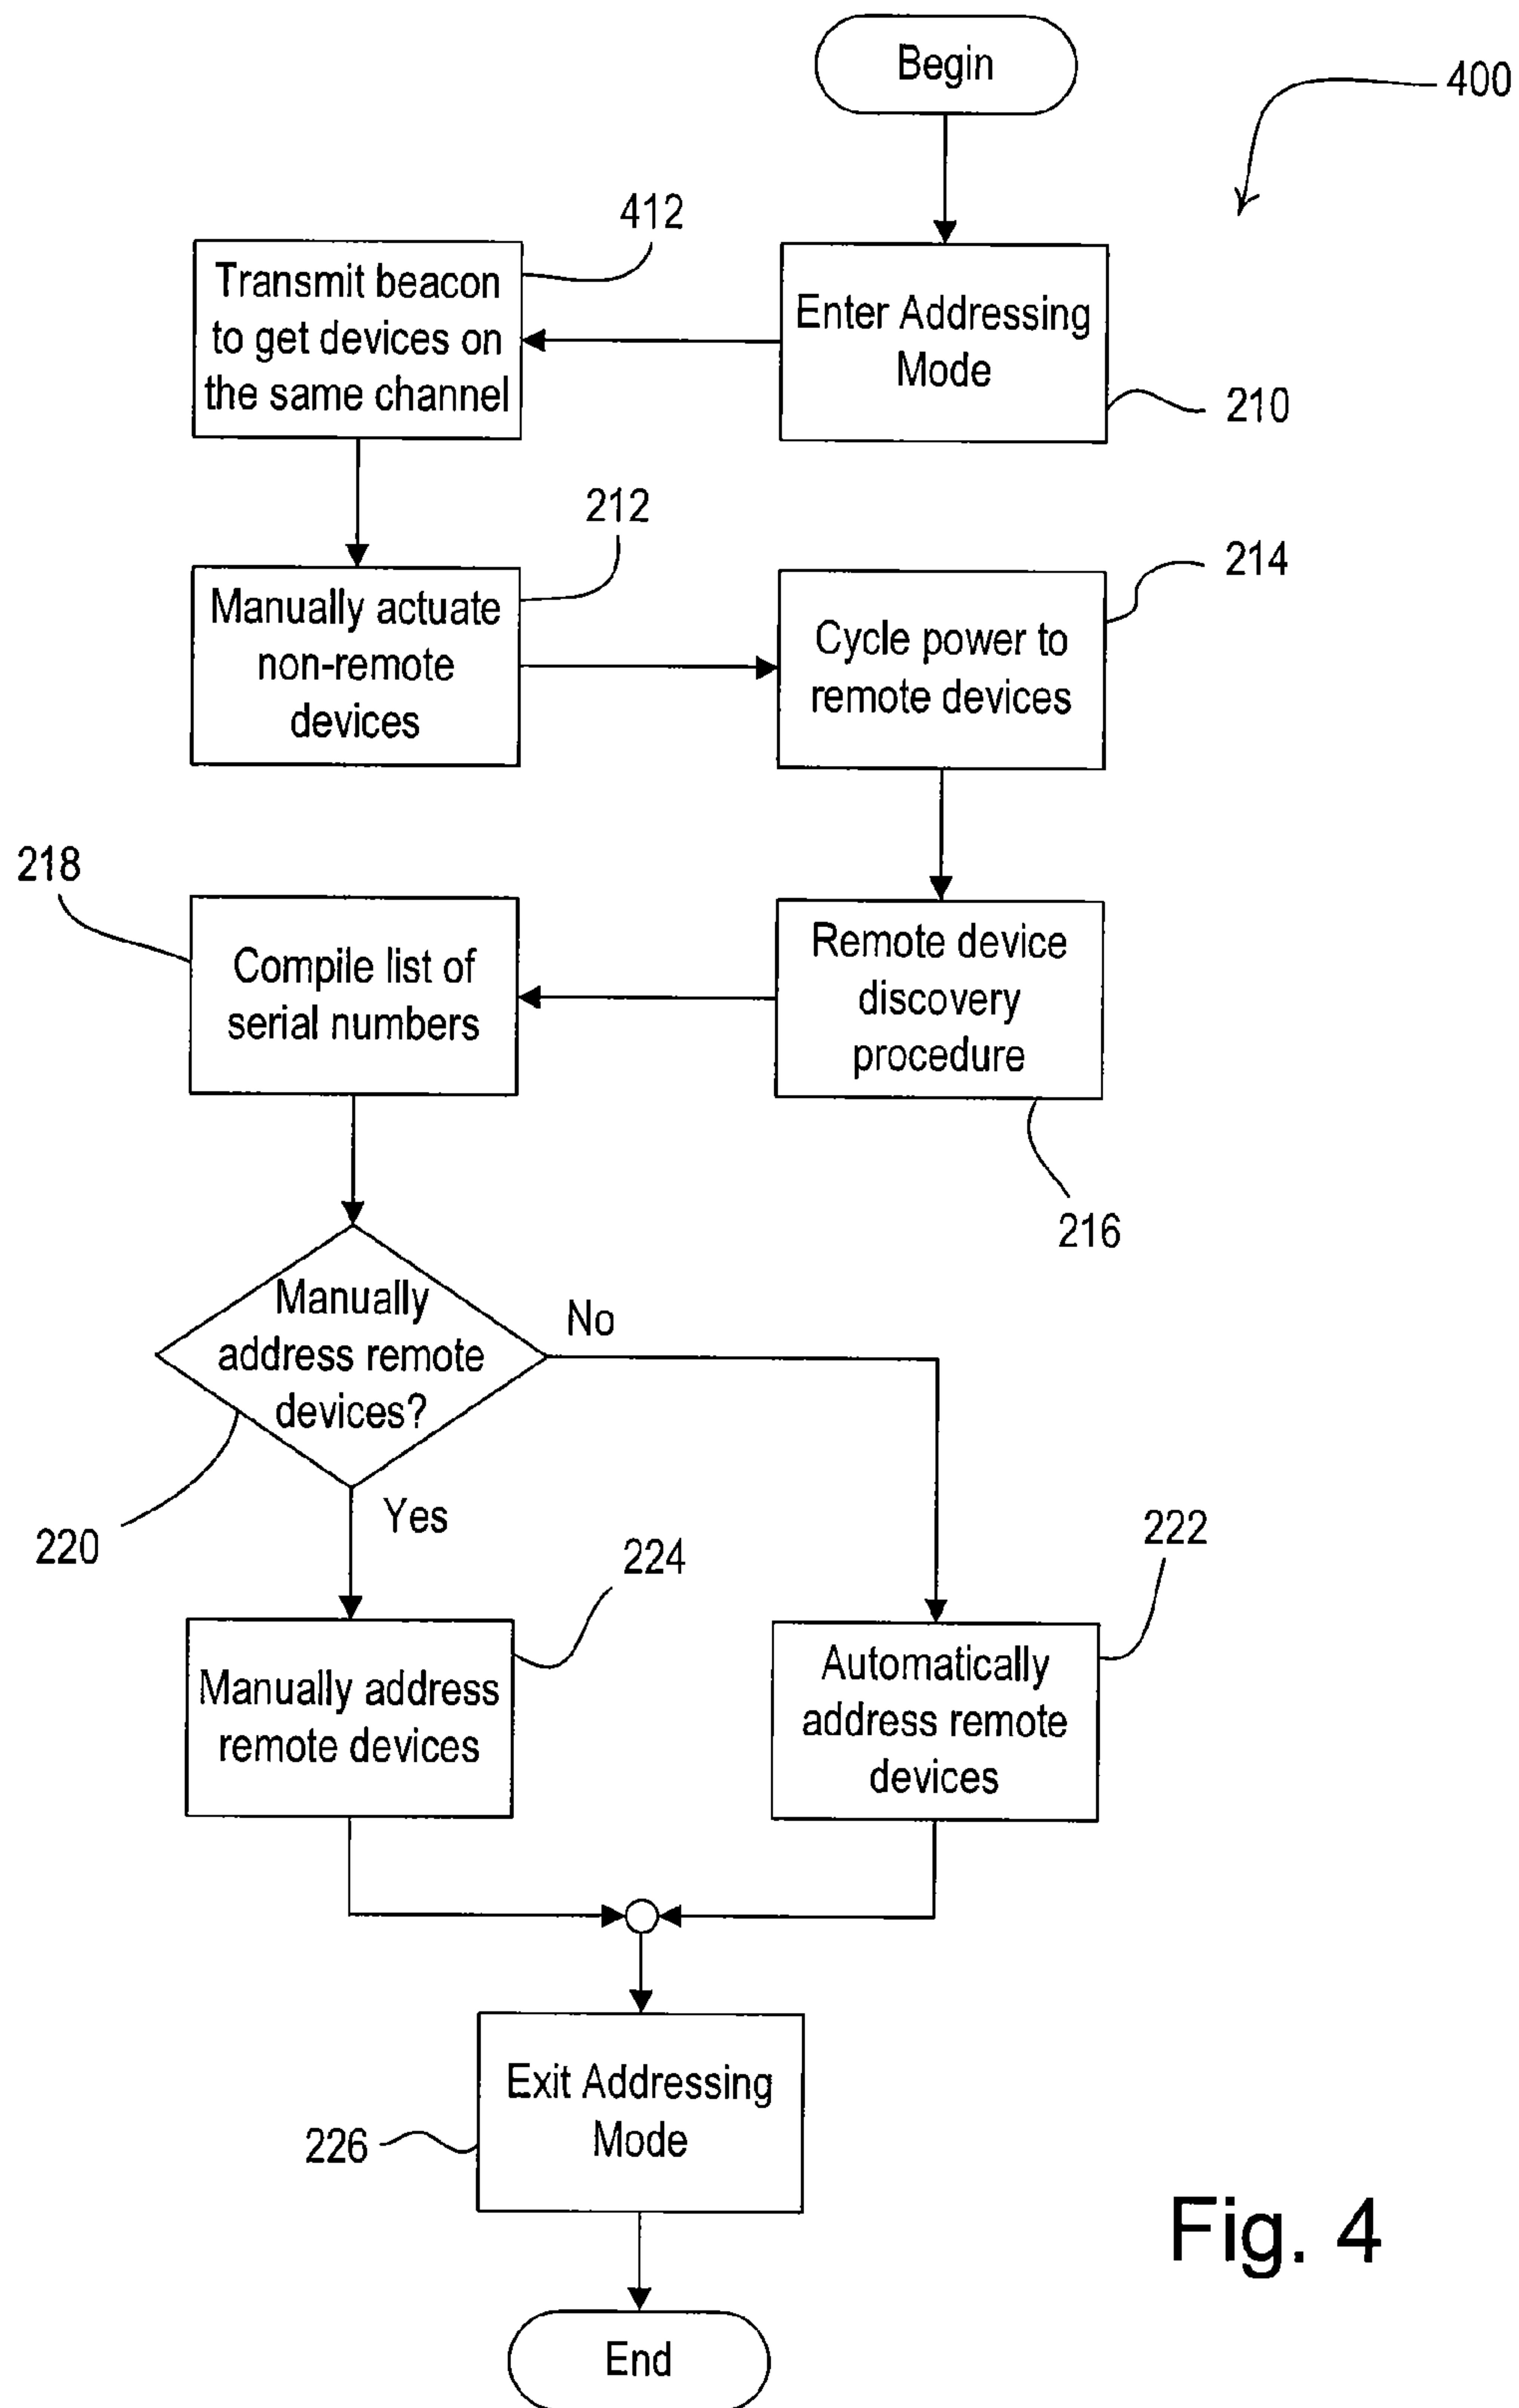 Begin
400
412
Transmit beacon
to get devices on
the same channel
Enter Addressing
Mode
210
212
Manually actuate
non-remote
devices
214
Cycle power to
remote devices
218
Compile list of
serial numbers
Remote device
discovery
procedure
216
Manually
address remote
devices?
No
220
Yes
224
222
Manually address
remote devices
Automatically
address remote
devices
Exit Addressing
Mode
226
Fig. 4
End